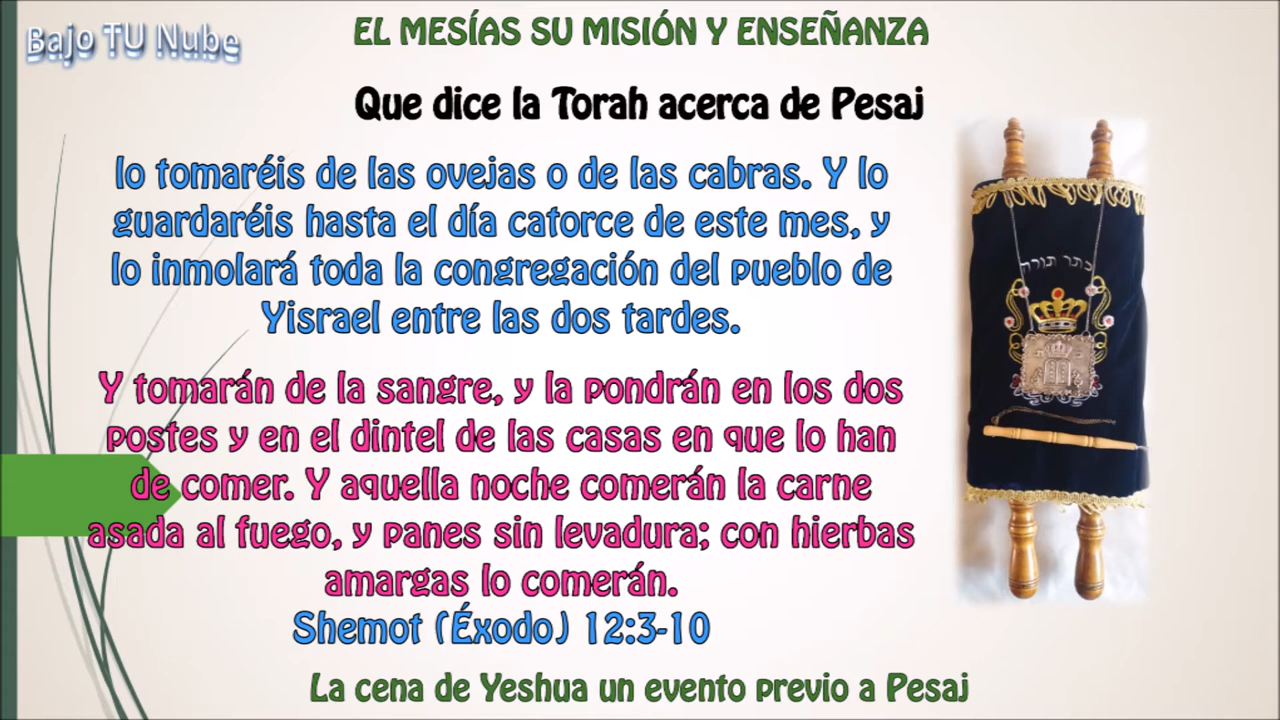 Bajo TU Nube
EL MESÍAS SU MISIÓN Y ENSEÑANZA
Que dice la Torah acerca de Pesaj
lo tomaréis de las ovejas o de las cabras. Y lo
guardaréis hasta el día catorce de este mes, y
lo inmolará toda la congregación del pueblo de
Yisrael entre las dos tardes.
Y tomarán de la sangre, y la pondrán en los dos
postes y en el dintel de las casas en que lo han
de comer. Y aquella noche comerán la carne
asada al fuego, y panes sin levadura; con hierbas
amargas lo comerán.
Shemot (Éxodo) 12:3-10
כתר תורה
La cena de Yeshua un evento previo a Pesaj